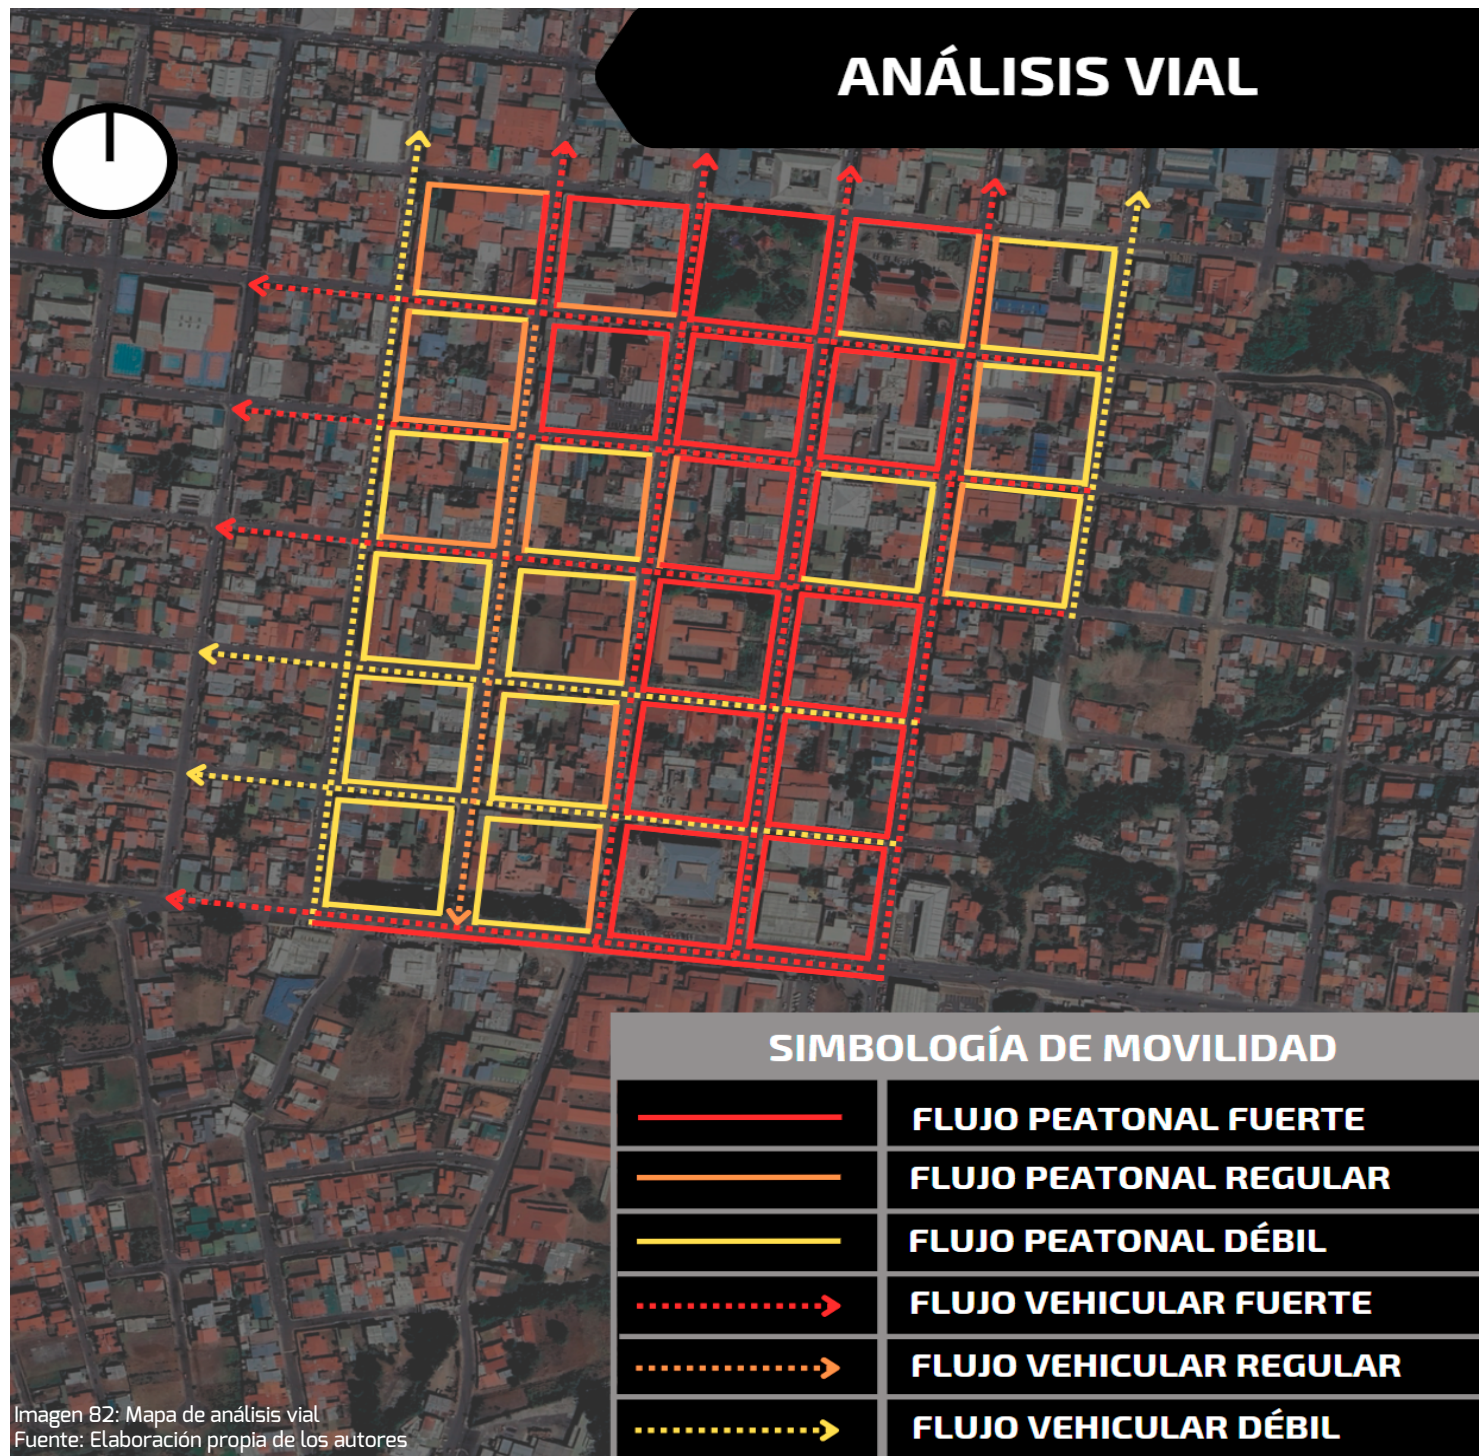 ANÁLISIS VIAL
SIMBOLOGÍA DE MOVILIDAD
FLUJO PEATONAL FUERTE
FLUJO PEATONAL REGULAR
FLUJO PEATONAL DÉBIL
FLUJO VEHICULAR FUERTE
FLUJO VEHICULAR REGULAR
FLUJO VEHICULAR DÉBIL
Imagen 82: Mapa de análisis vial
Fuente: Elaboración propia de los autores